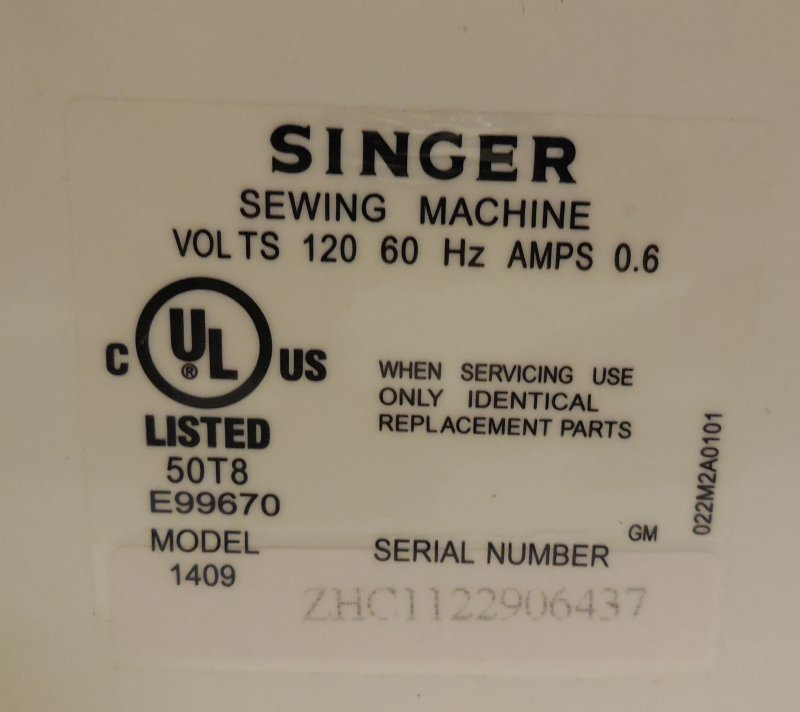 SINGER
SEWING MACHINE
VOLTS 120 60 Hz AMPS 0.6
C UL® US
LISTED
50T8
E99670
WHEN SERVICING USE
ONLY IDENTICAL
REPLACEMENT PARTS
022M2A0101
MODEL
1409
SERIAL NUMBER
GM
ZHC1122906437